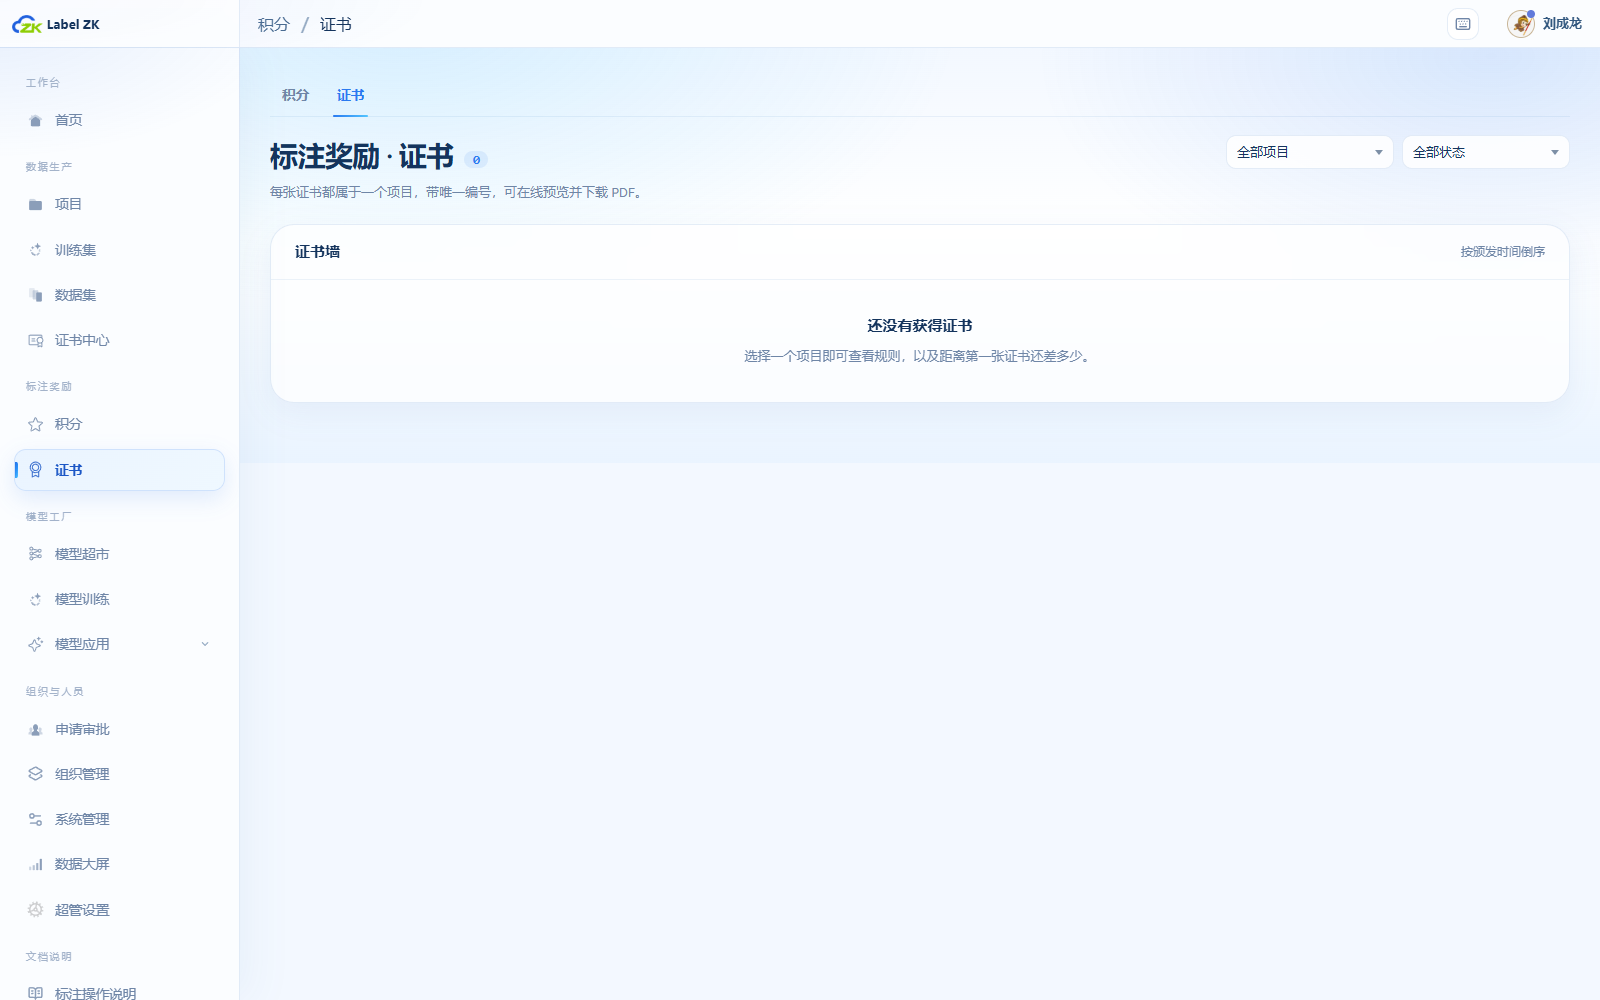 ZK Label ZK
积分 / 证书
刘成龙
工作台
首页
数据生产
项目
训练集
数据集
证书中心
标注奖励
积分
证书
模型工厂
模型超市
模型训练
模型应用
组织与人员
申请审批
组织管理
系统管理
数据大屏
超管设置
文档说明
标注操作说明
积分 证书
标注奖励 · 证书 0
全部项目 全部状态
每张证书都属于一个项目，带唯一编号，可在线预览并下载 PDF。
证书墙
按颁发时间倒序
还没有获得证书
选择一个项目即可查看规则，以及距离第一张证书还差多少。